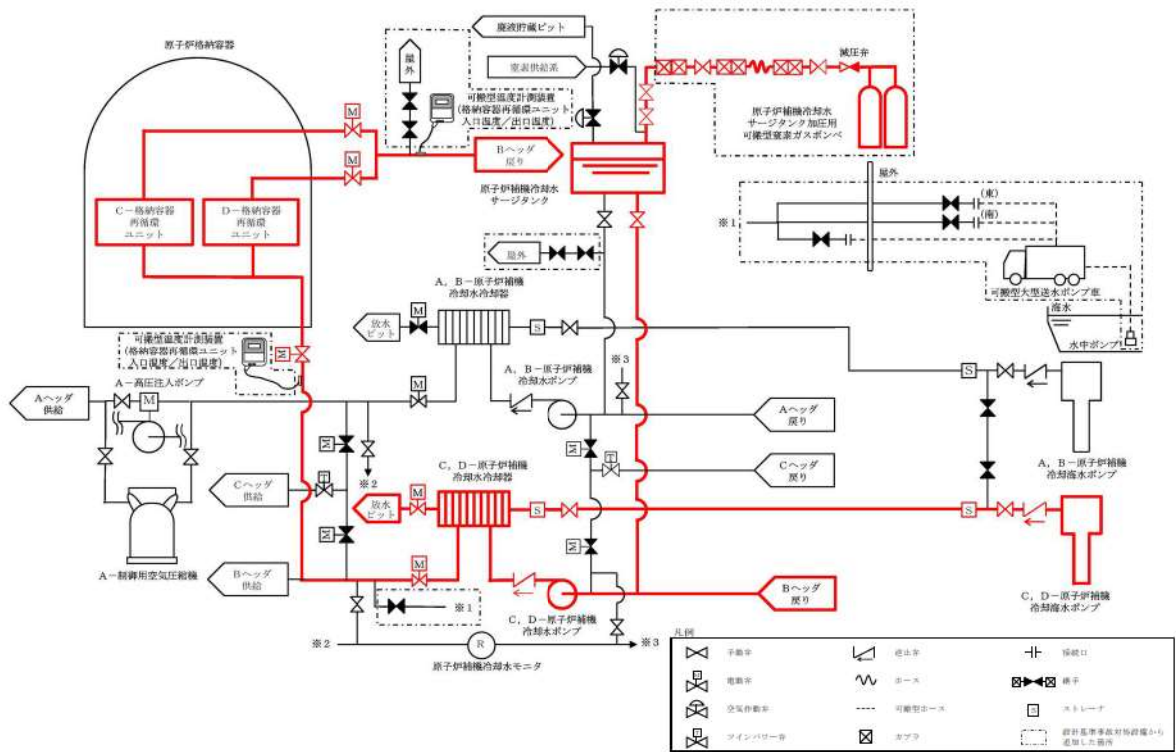 原子炉格納容器
屋外
可搬型温度計測装置
(格納容器再循環ユニット
入口温度/出口温度)
廃液貯蔵ピット
窒素供給系
減圧弁
原子炉補機冷却水
サージタンク加圧用
可搬型窒素ガスボンベ
Bヘッダ
戻り
原子炉補機冷却水
サージタンク
M
M
C-格納容器
再循環
ユニット
D-格納容器
再循環
ユニット
屋外
※1
(東)
(南)
可搬型大型送水ポンプ車
海水
水中ポンプ
屋外
A,B-原子炉補機
冷却水冷却器
放水
ピット
M
S
可搬型温度計測装置
(格納容器再循環ユニット
入口温度/出口温度)
M
A-高圧注入ポンプ
Aヘッダ
供給
M
M
A,B-原子炉補機
冷却水ポンプ
※3
S
Aヘッダ
戻り
A,B-原子炉補機
冷却海水ポンプ
M
M
T
Cヘッダ
戻り
Cヘッダ
供給
T
※2
C,D-原子炉補機
冷却水冷却器
放水
ピット
M
S
S
M
M
A-制御用空気圧縮機
Bヘッダ
供給
M
※1
C,D-原子炉補機
冷却水ポンプ
Bヘッダ
戻り
C,D-原子炉補機
冷却海水ポンプ
※2
R
※3
原子炉補機冷却水モニタ
凡例
手動弁
逆止弁
接続口
M
電動弁
ホース
継手
空気作動弁
可搬型ホース
S
ストレーナ
T
ツインパワー弁
カプラ
設計基準事故対処設備から
追加した箇所